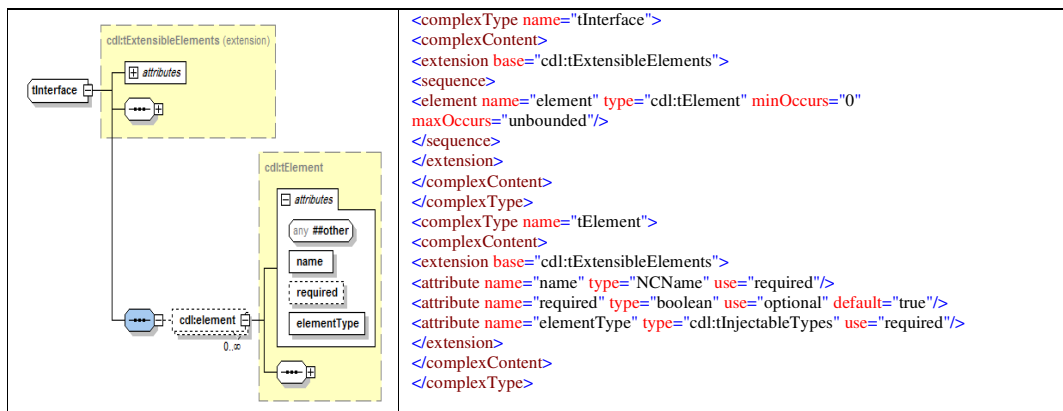 cdl:tExtensibleElements (extension)
attributes
tInterface
cdl:tElement
attributes
any ##other
name
required
elementType
cdl:element
0..∞
<complexType name="tInterface">
<complexContent>
<extension base="cdl:tExtensibleElements">
<sequence>
<element name="element" type="cdl:tElement" minOccurs="0"
maxOccurs="unbounded"/>
</sequence>
</extension>
</complexContent>
</complexType>
<complexType name="tElement">
<complexContent>
<extension base="cdl:tExtensibleElements">
<attribute name="name" type="NCName" use="required"/>
<attribute name="required" type="boolean" use="optional" default="true"/>
<attribute name="elementType" type="cdl:tInjectableTypes" use="required"/>
</extension>
</complexContent>
</complexType>